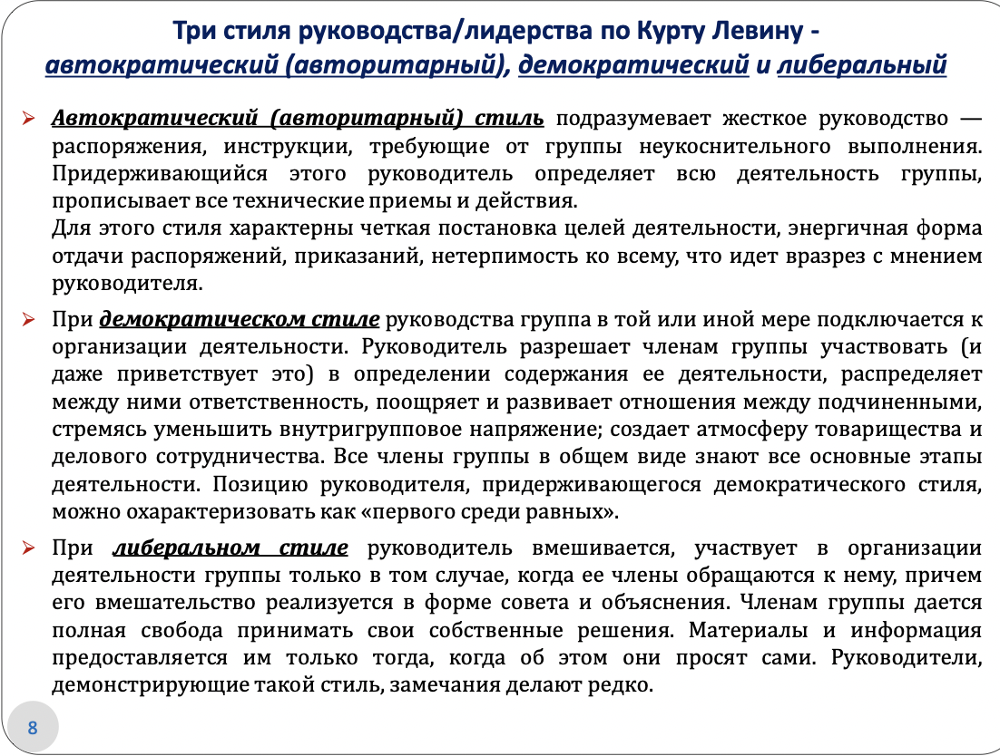 Три стиля руководства/лидерства по Курту Левину -
автократический (авторитарный), демократический и либеральный
➢ Автократический (авторитарный) стиль подразумевает жесткое руководство —
распоряжения, инструкции, требующие от группы неукоснительного выполнения.
Придерживающийся этого руководитель определяет всю деятельность группы,
прописывает все технические приемы и действия.
Для этого стиля характерны четкая постановка целей деятельности, энергичная форма
отдачи распоряжений, приказаний, нетерпимость ко всему, что идет вразрез с мнением
руководителя.
➢ При демократическом стиле руководства группа в той или иной мере подключается к
организации деятельности. Руководитель разрешает членам группы участвовать (и
даже приветствует это) в определении содержания ее деятельности, распределяет
между ними ответственность, поощряет и развивает отношения между подчиненными,
стремясь уменьшить внутригрупповое напряжение; создает атмосферу товарищества и
делового сотрудничества. Все члены группы в общем виде знают все основные этапы
деятельности. Позицию руководителя, придерживающегося демократического стиля,
можно охарактеризовать как «первого среди равных».
➢ При либеральном стиле руководитель вмешивается, участвует в организации
деятельности группы только в том случае, когда ее члены обращаются к нему, причем
его вмешательство реализуется в форме совета и объяснения. Членам группы дается
полная свобода принимать свои собственные решения. Материалы и информация
предоставляется им только тогда, когда об этом они просят сами. Руководители,
демонстрирующие такой стиль, замечания делают редко.
8